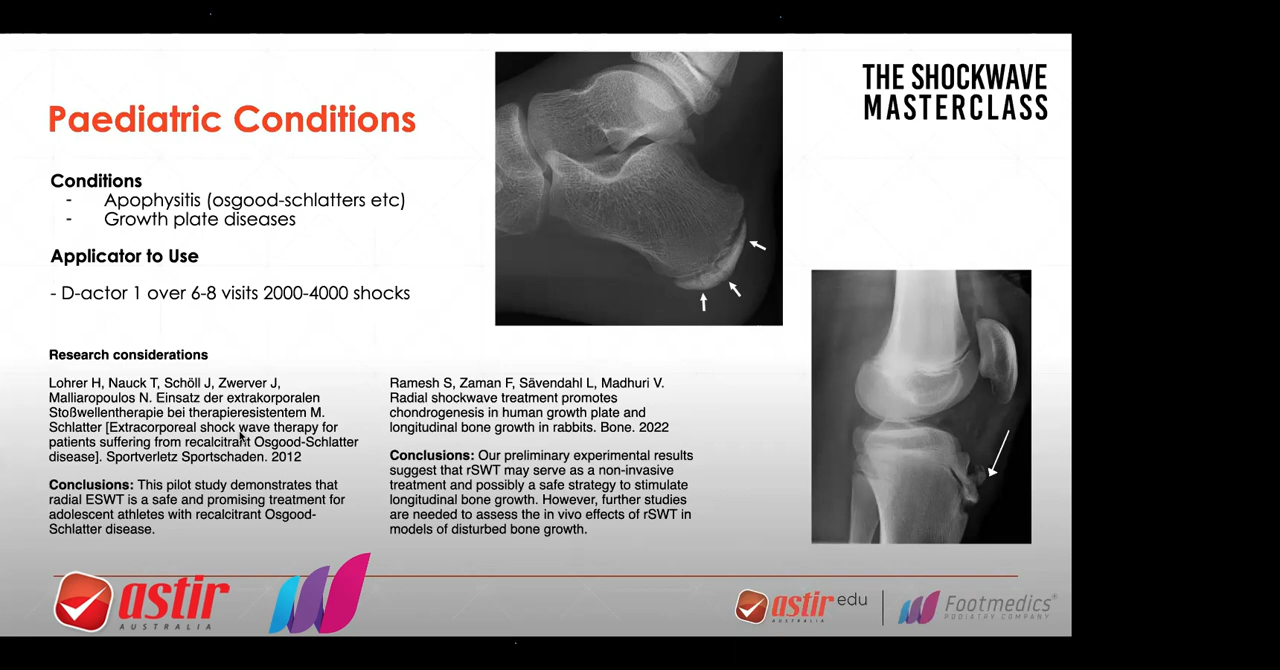 THE SHOCKWAVE
MASTERCLASS
Paediatric Conditions
Conditions
- Apophysitis (osgood-schlatters etc)
- Growth plate diseases
Applicator to Use
- D-actor 1 over 6-8 visits 2000-4000 shocks
Research considerations
Lohrer H, Nauck T, Schöll J, Zwerver J,
Malliaropoulos N. Einsatz der extrakorporalen
Stoßwellentherapie bei therapieresistentem M.
Schlatter [Extracorporeal shock wave therapy for
patients suffering from recalcitrant Osgood-Schlatter
disease]. Sportverletz Sportschaden. 2012
Conclusions: This pilot study demonstrates that
radial ESWT is a safe and promising treatment for
adolescent athletes with recalcitrant Osgood-
Schlatter disease.
Ramesh S, Zaman F, Sävendahl L, Madhuri V.
Radial shockwave treatment promotes
chondrogenesis in human growth plate and
longitudinal bone growth in rabbits. Bone. 2022
Conclusions: Our preliminary experimental results
suggest that rSWT may serve as a non-invasive
treatment and possibly a safe strategy to stimulate
longitudinal bone growth. However, further studies
are needed to assess the in vivo effects of rSWT in
models of disturbed bone growth.
astir
AUSTRALIA
astir edu
AUSTRALIA
Footmedics®
PODIATRY COMPANY